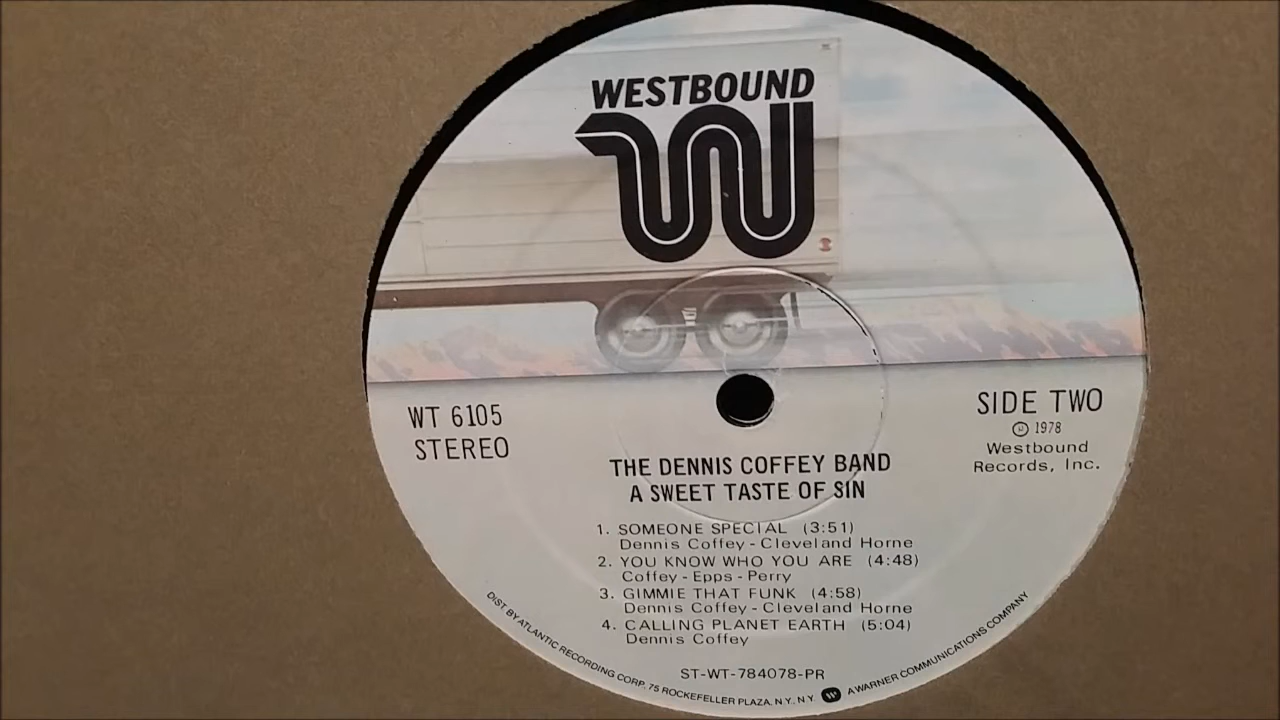 WESTBOUND
WT 6105
STEREO
SIDE TWO
Ⓟ 1978
Westbound
Records, Inc.
THE DENNIS COFFEY BAND
A SWEET TASTE OF SIN
1. SOMEONE SPECIAL (3:51)
Dennis Coffey - Cleveland Horne
2. YOU KNOW WHO YOU ARE (4:48)
Coffey - Epps - Perry
3. GIMMIE THAT FUNK (4:58)
Dennis Coffey - Cleveland Horne
4. CALLING PLANET EARTH (5:04)
Dennis Coffey
ST-WT-784078-PR
DIST. BY ATLANTIC RECORDING CORP. 75 ROCKEFELLER PLAZA, N.Y., N.Y. A WARNER COMMUNICATIONS COMPANY